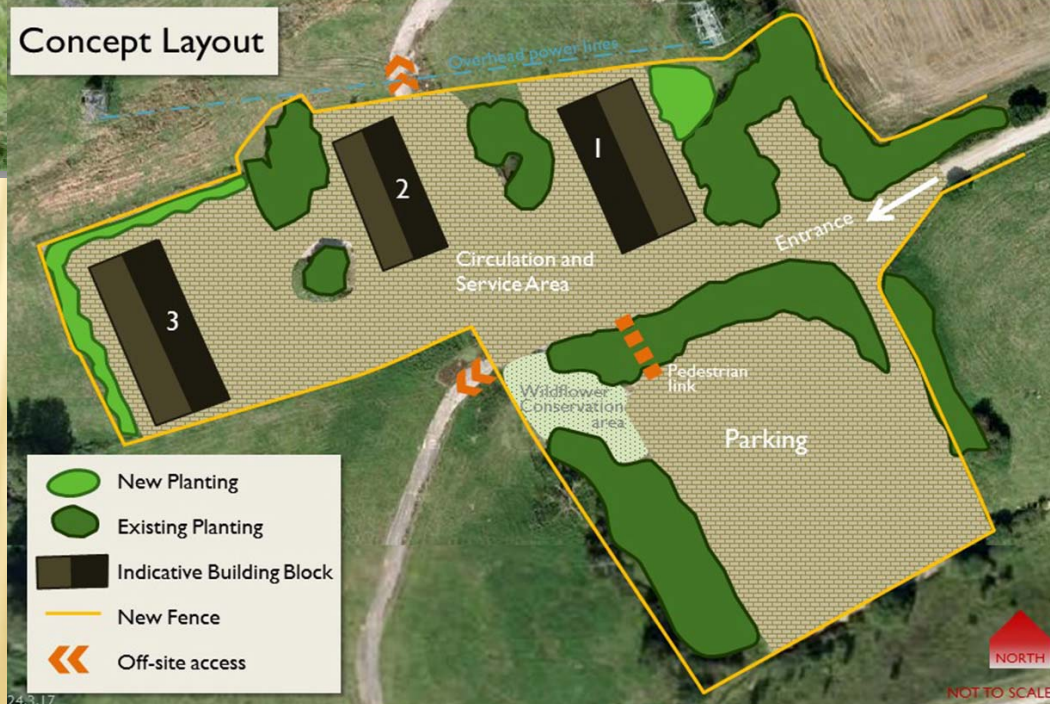 Concept Layout
Overhead power lines
1
2
3
Entrance
Circulation and
Service Area
Pedestrian
link
Wildflower
Conservation
area
Parking
New Planting
Existing Planting
Indicative Building Block
New Fence
Off-site access
NORTH
NOT TO SCALE
24.3.17